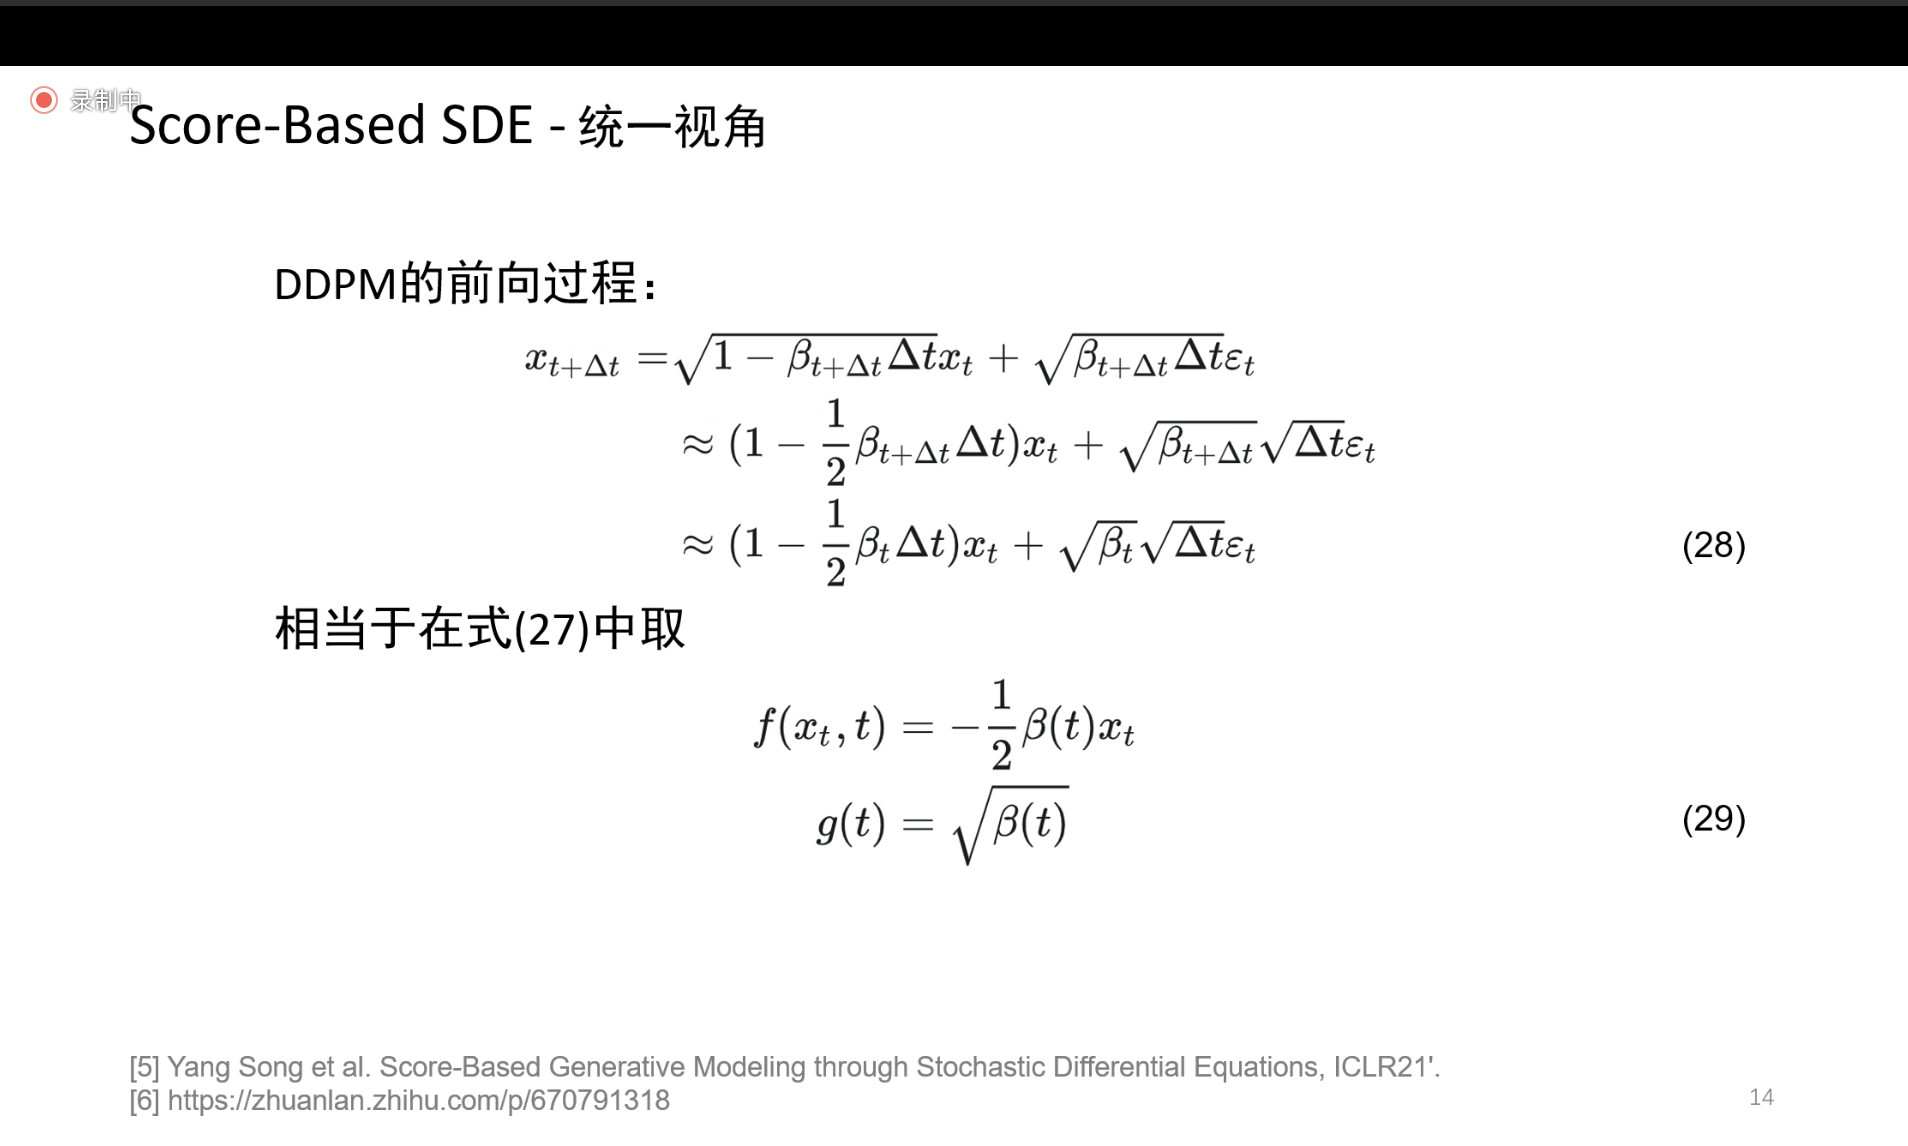 录制中
Score-Based SDE - 统一视角
DDPM的前向过程：
$x_{t+\Delta t} = \sqrt{1 - \beta_{t+\Delta t} \Delta t} x_t + \sqrt{\beta_{t+\Delta t} \Delta t} \varepsilon_t$
$\approx (1 - \frac{1}{2} \beta_{t+\Delta t} \Delta t) x_t + \sqrt{\beta_{t+\Delta t}} \sqrt{\Delta t} \varepsilon_t$
$\approx (1 - \frac{1}{2} \beta_t \Delta t) x_t + \sqrt{\beta_t} \sqrt{\Delta t} \varepsilon_t$ (28)
相当于在式(27)中取
$f(x_t, t) = -\frac{1}{2} \beta(t) x_t$
$g(t) = \sqrt{\beta(t)}$ (29)
[5] Yang Song et al. Score-Based Generative Modeling through Stochastic Differential Equations, ICLR21'.
[6] https://zhuanlan.zhihu.com/p/670791318
14